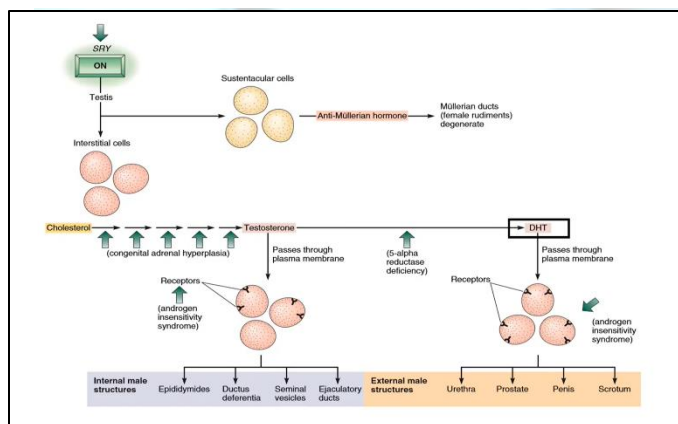 SRY
ON
Testis
Sustentacular cells
Anti-Müllerian hormone
Müllerian ducts
(female rudiments)
degenerate
Interstitial cells
Cholesterol
Testosterone
DHT
(congenital adrenal hyperplasia)
Passes through
plasma membrane
(5-alpha
reductase
deficiency)
Passes through
plasma membrane
Receptors
(androgen
insensitivity
syndrome)
Receptors
(androgen
insensitivity
syndrome)
Internal male
structures
Epididymides
Ductus
deferentia
Seminal
vesicles
Ejaculatory
ducts
External male
structures
Urethra
Prostate
Penis
Scrotum